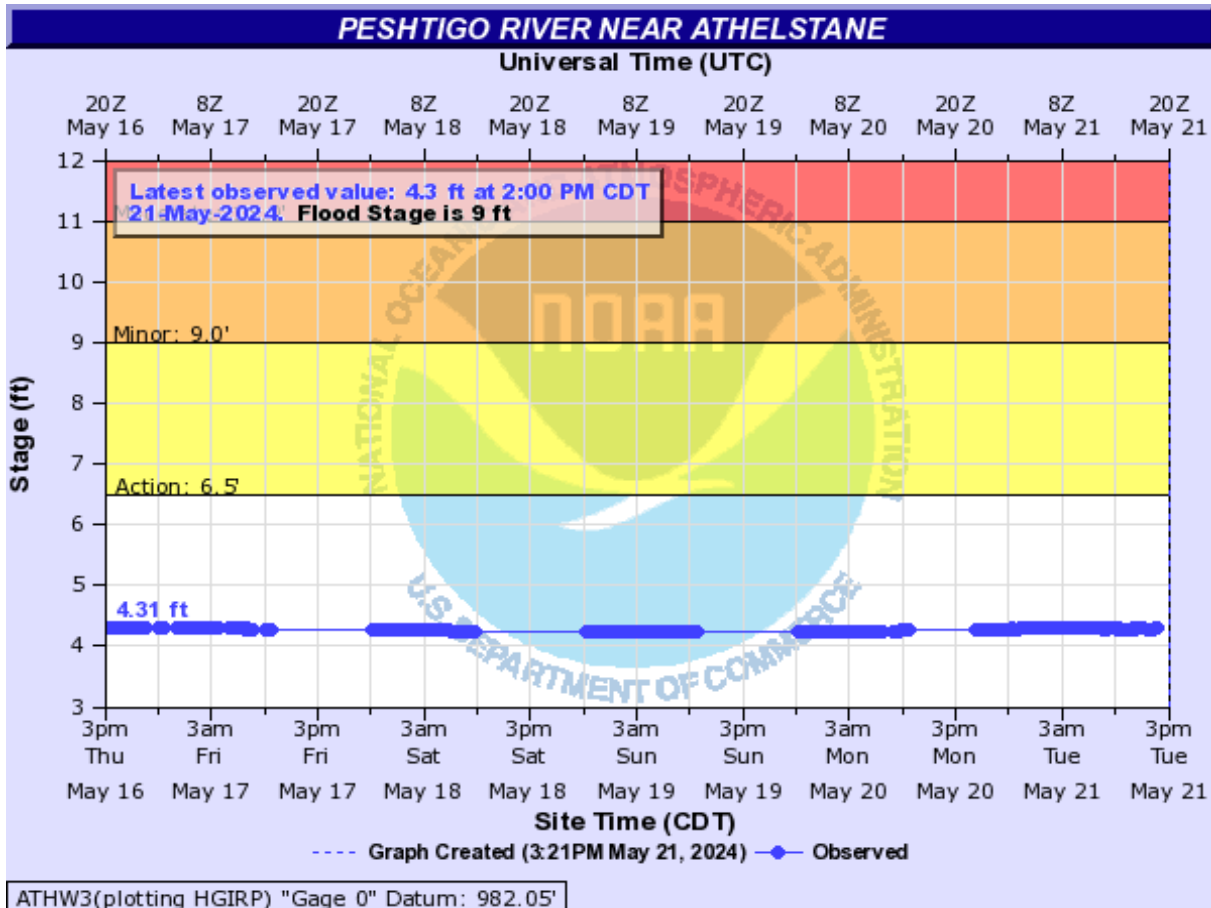 PESHTIGO RIVER NEAR ATHELSTANE
Universal Time (UTC)
20Z 8Z 20Z 8Z 20Z 8Z 20Z 8Z 20Z 8Z 20Z
May 16 May 17 May 17 May 18 May 18 May 19 May 19 May 20 May 20 May 21 May 21
12
Latest observed value: 4.3 ft at 2:00 PM CDT
21-May-2024. Flood Stage is 9 ft
11
10
Minor: 9.0'
9
8
7
Action: 6.5'
6
5
4.31 ft
4
3
Stage (ft)
NATIONAL OCEANIC AND ATMOSPHERIC ADMINISTRATION
NOAA
U.S. DEPARTMENT OF COMMERCE
3pm 3am 3pm 3am 3pm 3am 3pm 3am 3pm 3am 3pm
Thu Fri Fri Sat Sat Sun Sun Mon Mon Tue Tue
May 16 May 17 May 17 May 18 May 18 May 19 May 19 May 20 May 20 May 21 May 21
Site Time (CDT)
Graph Created (3:21PM May 21, 2024) Observed
ATHW3(plotting HGIRP) "Gage 0" Datum: 982.05'